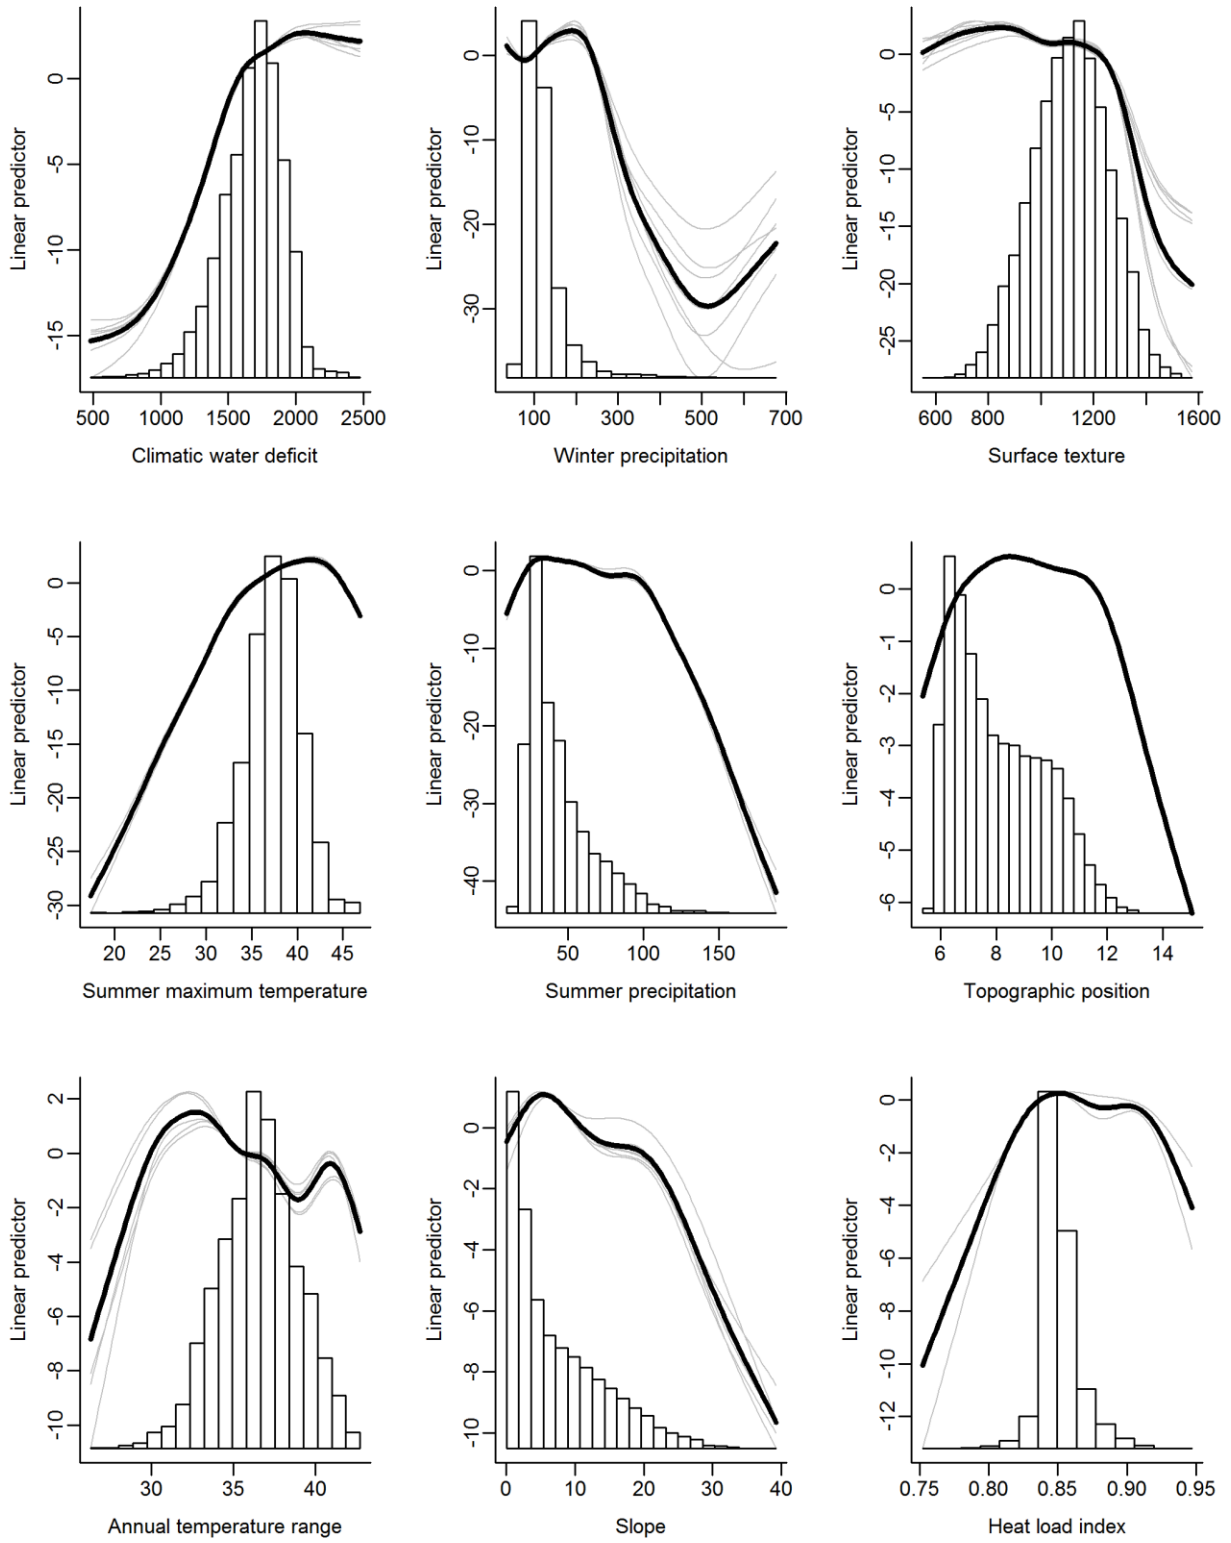 0
-5
-10
-15
Linear predictor
500 1000 1500 2000 2500
Climatic water deficit
0
-10
-20
-30
Linear predictor
100 300 500 700
Winter precipitation
0
-5
-10
-15
-20
-25
Linear predictor
600 800 1200 1600
Surface texture
0
-5
-10
-15
-20
-25
-30
Linear predictor
20 25 30 35 40 45
Summer maximum temperature
0
-10
-20
-30
-40
Linear predictor
50 100 150
Summer precipitation
0
-1
-2
-3
-4
-5
-6
Linear predictor
6 8 10 12 14
Topographic position
2
0
-2
-4
-6
-8
-10
Linear predictor
30 35 40
Annual temperature range
0
-2
-4
-6
-8
-10
Linear predictor
0 10 20 30 40
Slope
0
-2
-4
-6
-8
-10
-12
Linear predictor
0.75 0.80 0.85 0.90 0.95
Heat load index